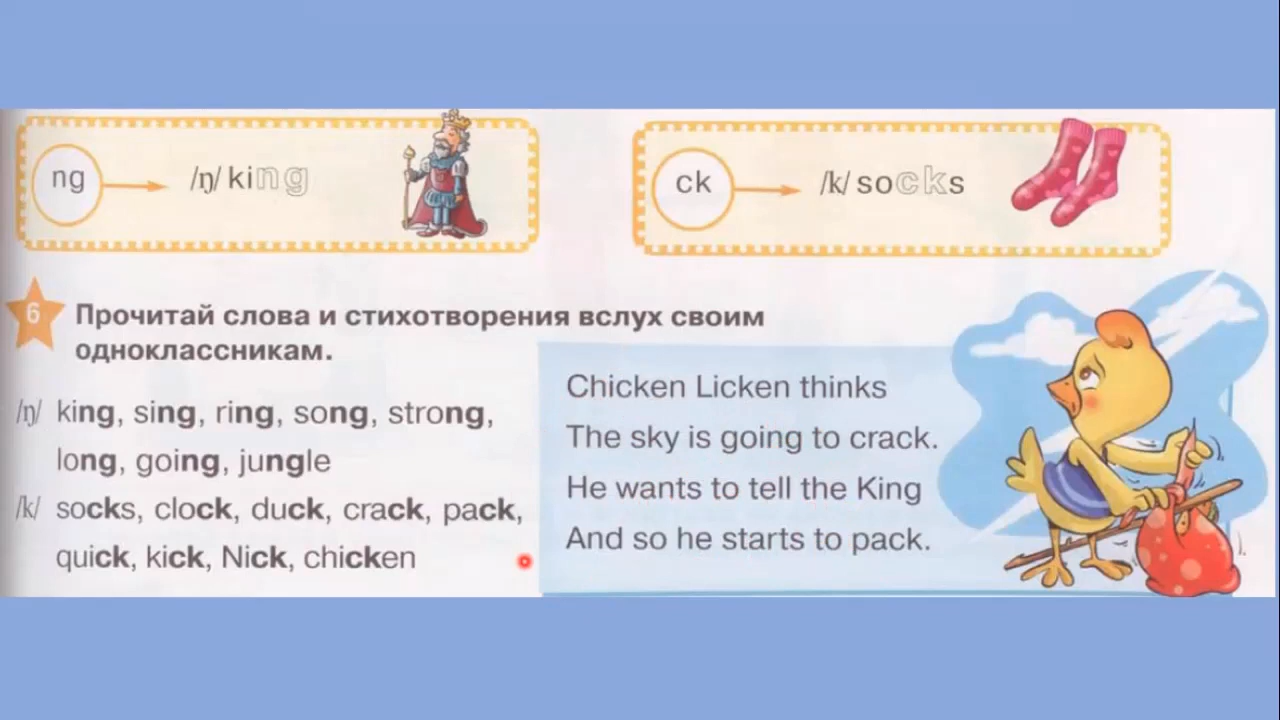 ng /ŋ/ king
ck /k/ socks
6 Прочитай слова и стихотворения вслух своим
одноклассникам.
/ŋ/ king, sing, ring, song, strong,
long, going, jungle
/k/ socks, clock, duck, crack, pack,
quick, kick, Nick, chicken
Chicken Licken thinks
The sky is going to crack.
He wants to tell the King
And so he starts to pack.